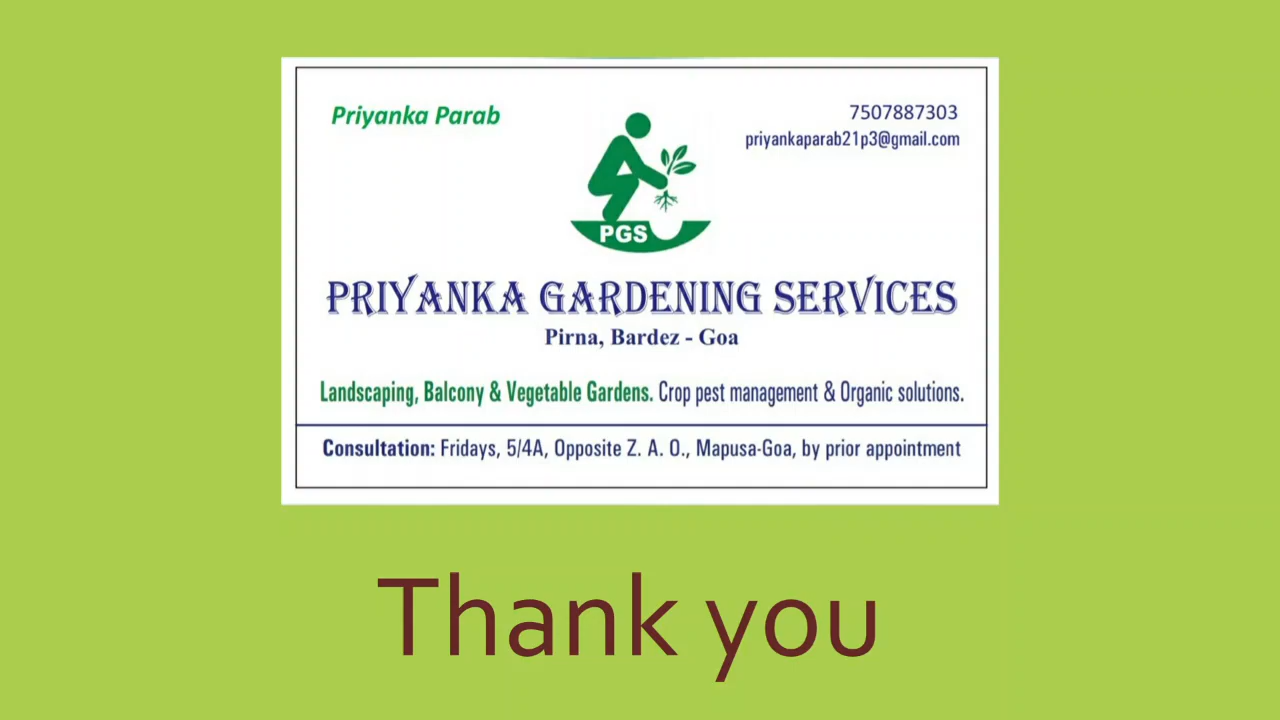 Priyanka Parab
7507887303
priyankaparab21p3@gmail.com
PGS
PRIYANKA GARDENING SERVICES
Pirna, Bardez - Goa
Landscaping, Balcony & Vegetable Gardens. Crop pest management & Organic solutions.
Consultation: Fridays, 5/4A, Opposite Z. A. O., Mapusa-Goa, by prior appointment
Thank you